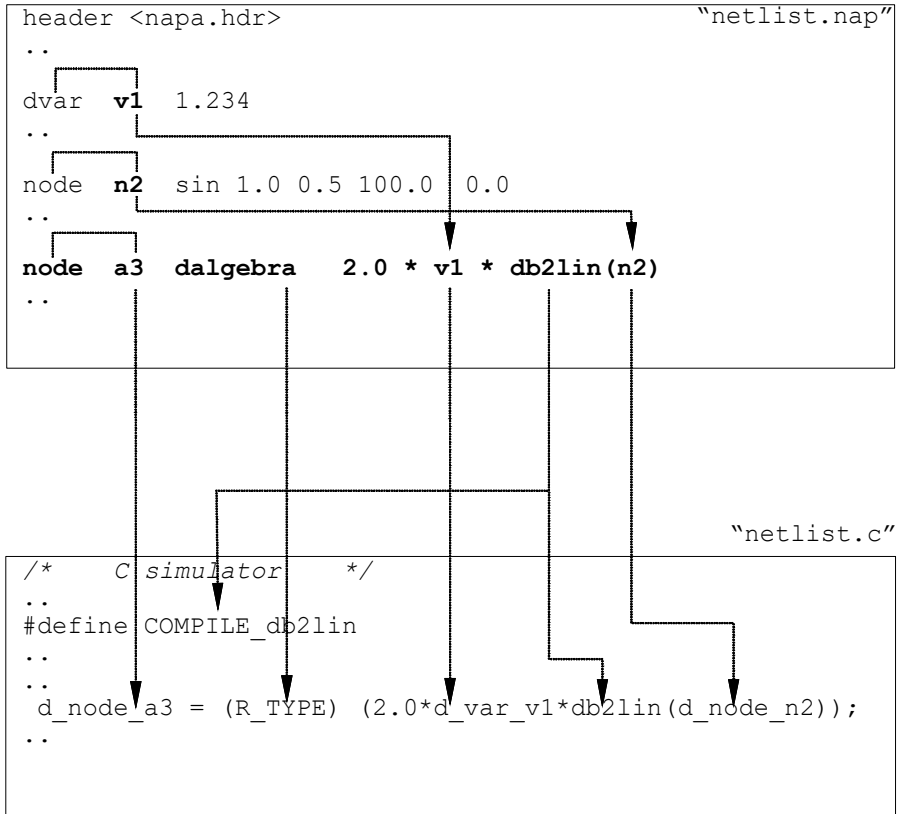 header <napa.hdr> “netlist.nap”
..
dvar v1 1.234
..
node n2 sin 1.0 0.5 100.0 0.0
..
node a3 dalgebra 2.0 * v1 * db2lin(n2)
..
“netlist.c”
/* C simulator */
..
#define COMPILE_db2lin
..
..
d_node_a3 = (R_TYPE) (2.0*d_var_v1*db2lin(d_node_n2));
..